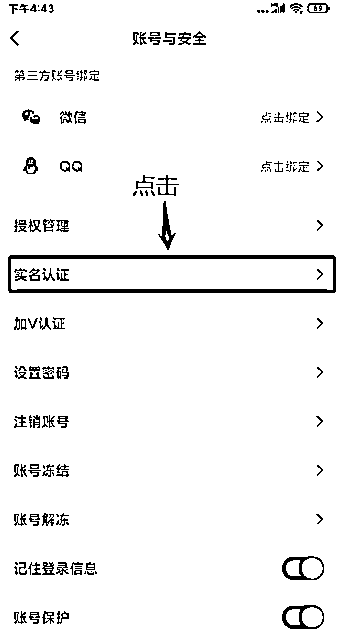 下午4:43
89
账号与安全
第三方账号绑定
微信 点击绑定
QQ 点击绑定
点击
授权管理
实名认证
加V认证
设置密码
注销账号
账号冻结
账号解冻
记住登录信息
账号保护